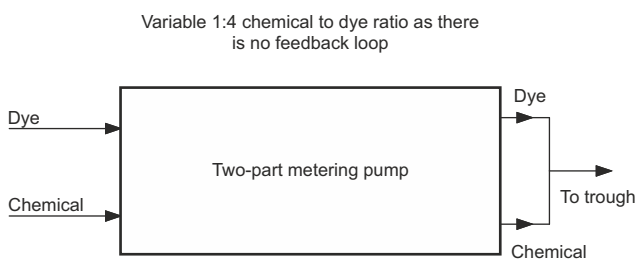 Variable 1:4 chemical to dye ratio as there
is no feedback loop
Dye
Dye
Two-part metering pump
Chemical
To trough
Chemical